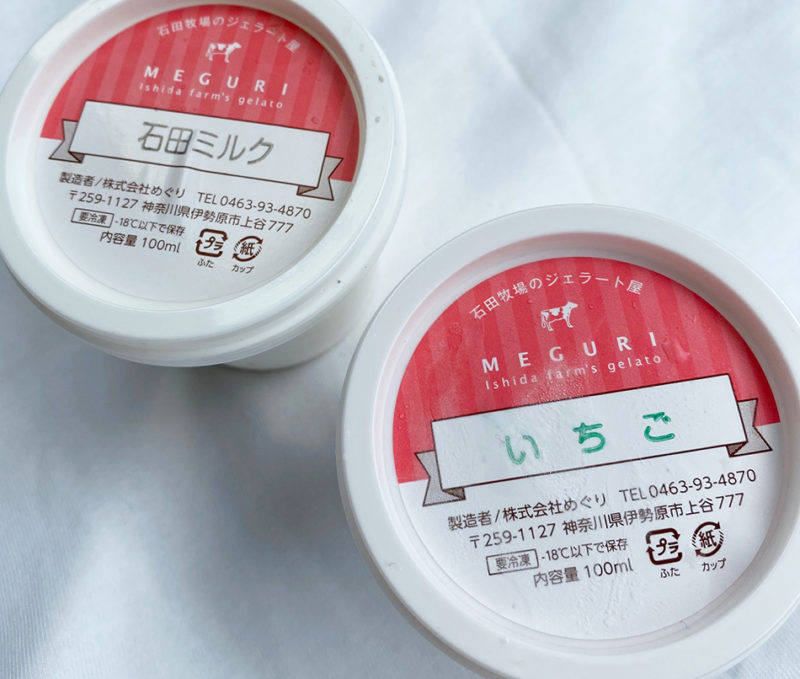 石田牧場のジェラート屋
MEGURI
Ishida farm's gelato
石田ミルク
製造者/株式会社めぐり TEL0463-93-4870
〒259-1127 神奈川県伊勢原市上谷777
要冷凍 -18℃以下で保存
内容量 100ml
プラ
ふた
紙
カップ
石田牧場のジェラート屋
MEGURI
Ishida farm's gelato
いちご
製造者/株式会社めぐり TEL0463-93-4870
〒259-1127 神奈川県伊勢原市上谷777
要冷凍 -18℃以下で保存
内容量 100ml
プラ
ふた
紙
カップ